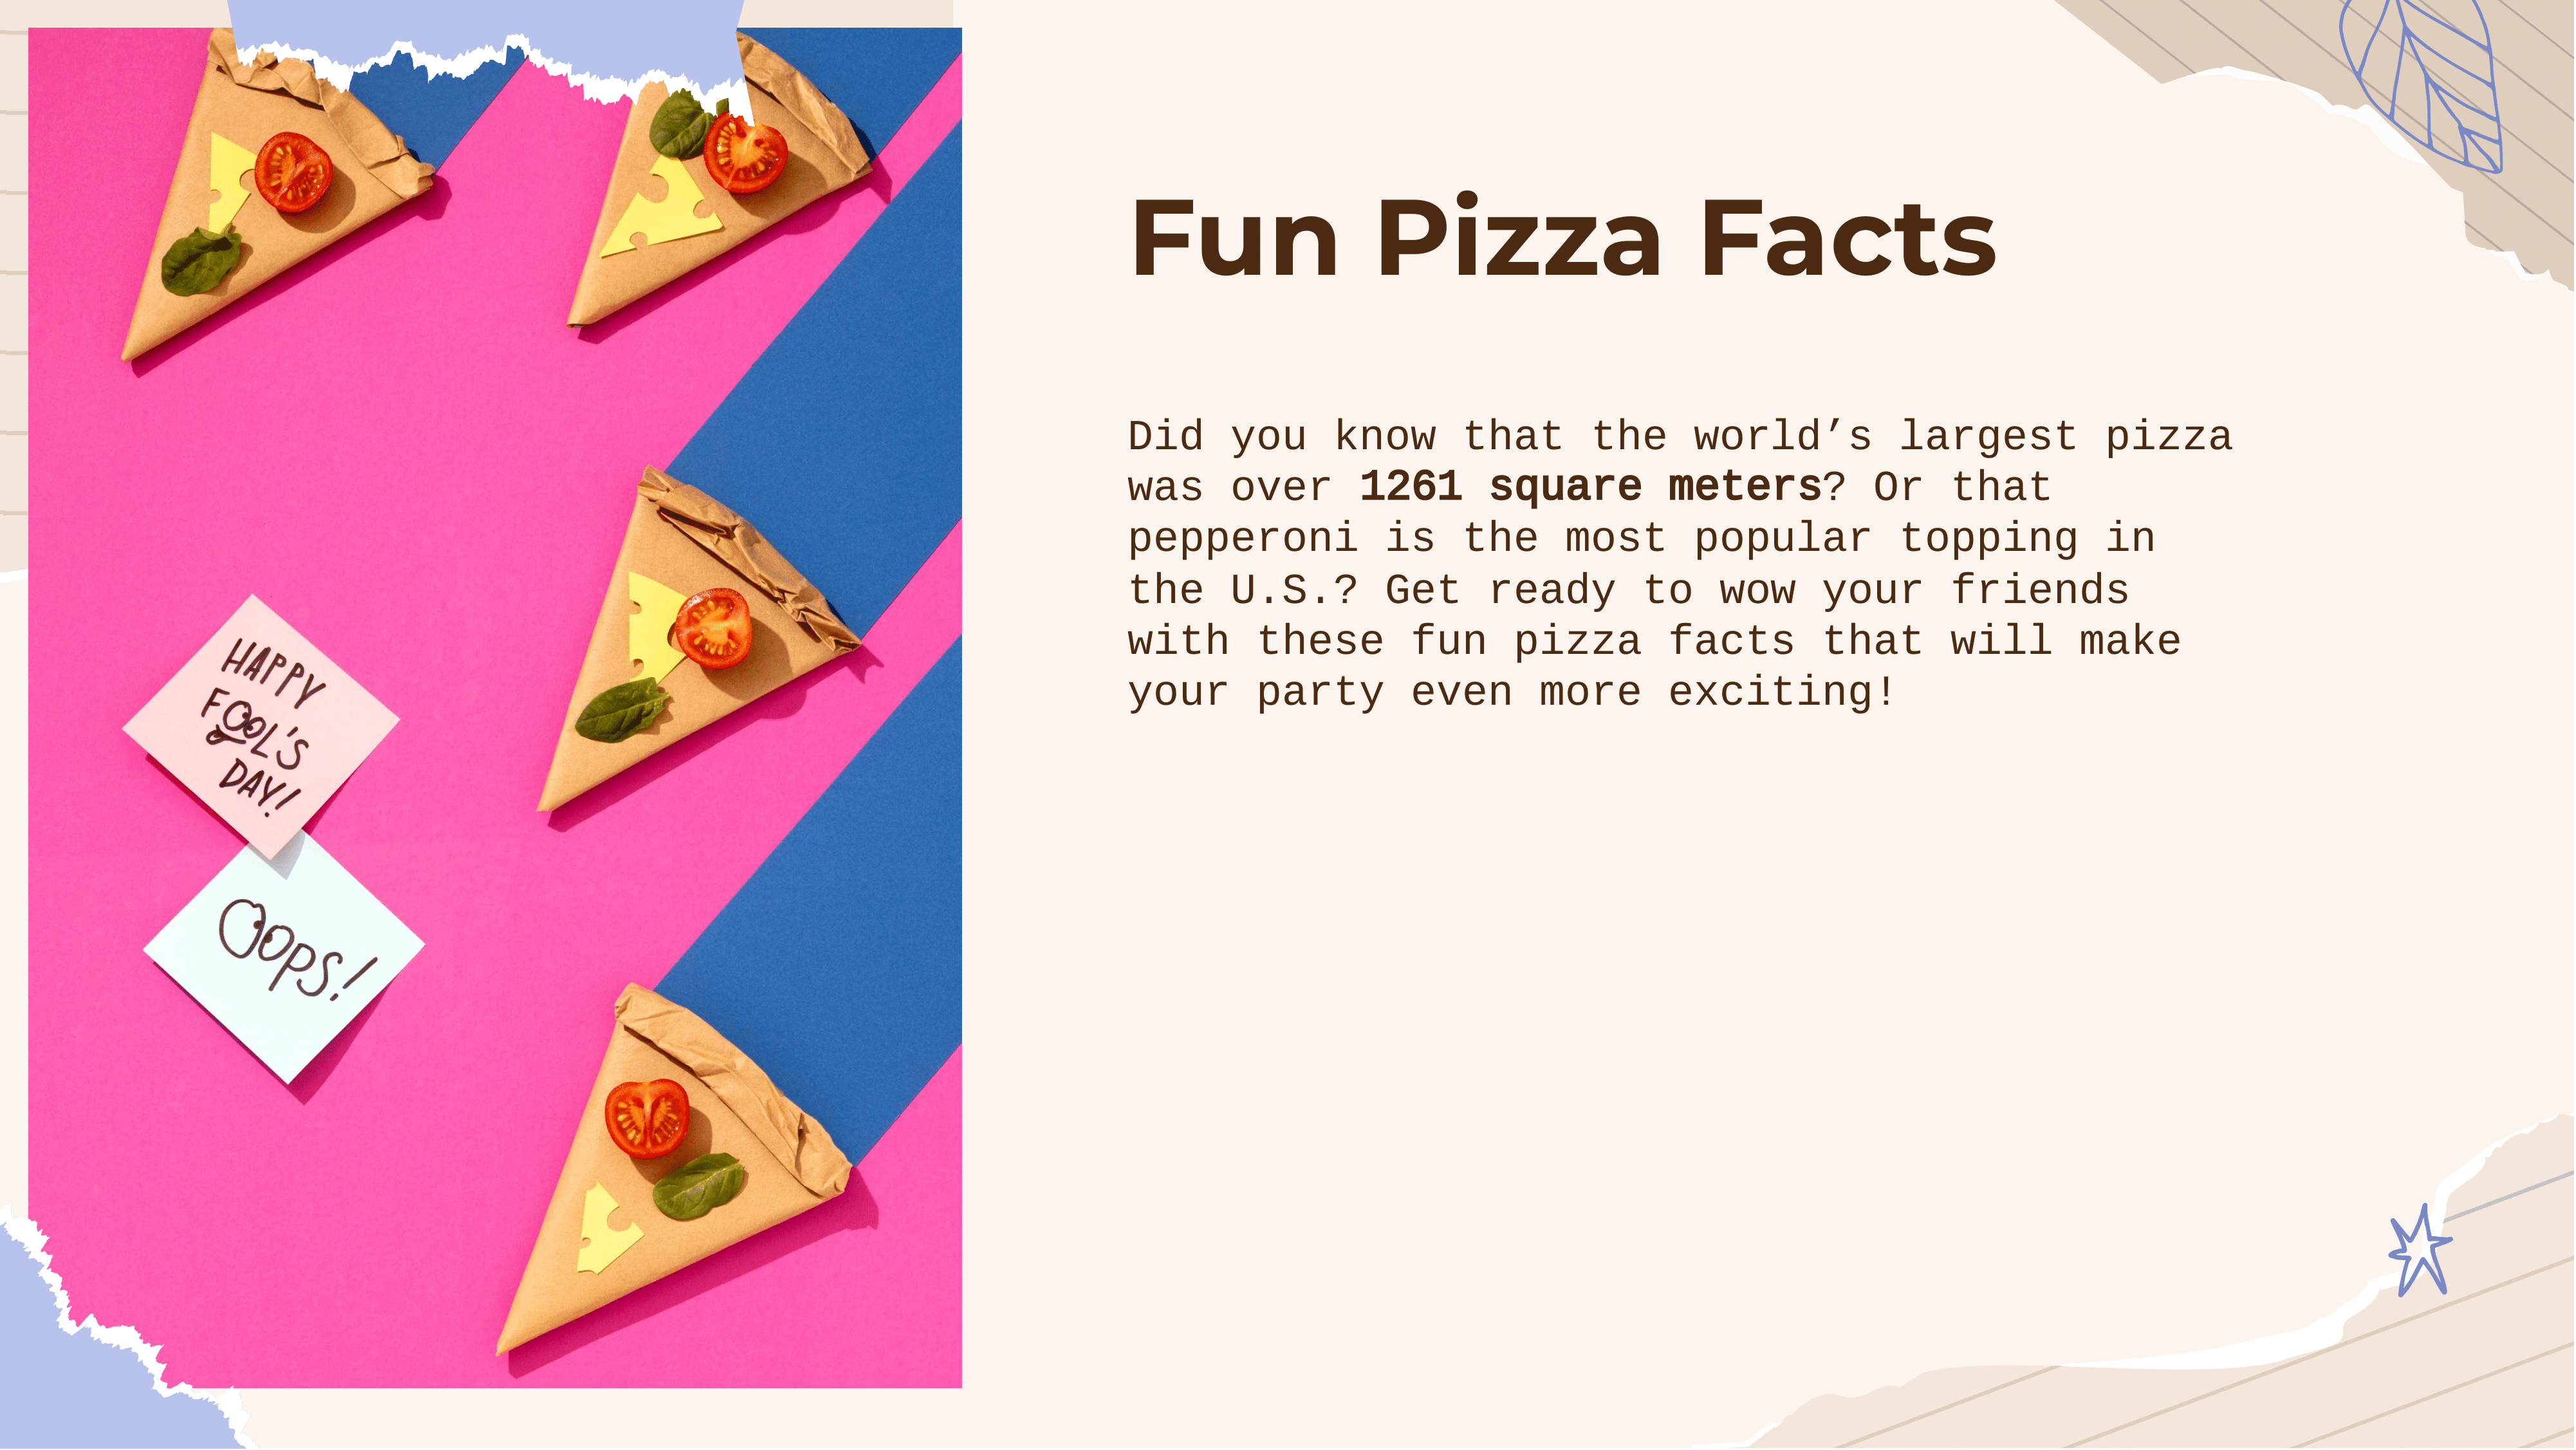 Fun Pizza Facts
Did you know that the world’s largest pizza
was over 1261 square meters? Or that
pepperoni is the most popular topping in
the U.S.? Get ready to wow your friends
with these fun pizza facts that will make
your party even more exciting!
HAPPY
FOOL'S
DAY!
Oops!